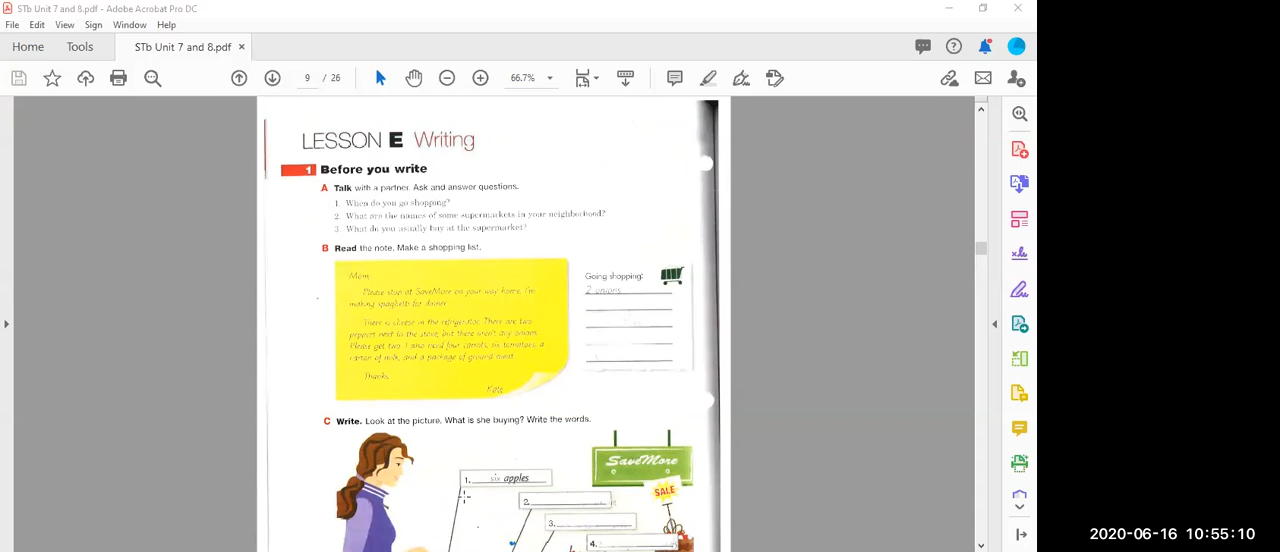 STb Unit 7 and 8.pdf - Adobe Acrobat Pro DC
File Edit View Sign Window Help
Home Tools STb Unit 7 and 8.pdf ×
9 / 26 66.7%
LESSON E Writing
1 Before you write
A Talk with a partner. Ask and answer questions.
1. When do you go shopping?
2. What are the names of some supermarkets in your neighborhood?
3. What do you usually buy at the supermarket?
B Read the note. Make a shopping list.
Mom,
Please stop at SaveMore on your way home. I'm
making spaghetti for dinner.
There is cheese in the refrigerator. There are two
peppers next to the stove, but there aren't any onions.
Please get two. I also need four carrots, six tomatoes, a
carton of milk, and a package of ground meat.
Thanks,
Kate
Going shopping:
2 onions
C Write. Look at the picture. What is she buying? Write the words.
SaveMore
SALE
1. six apples
2.
3.
4.
2020-06-16 10:55:10